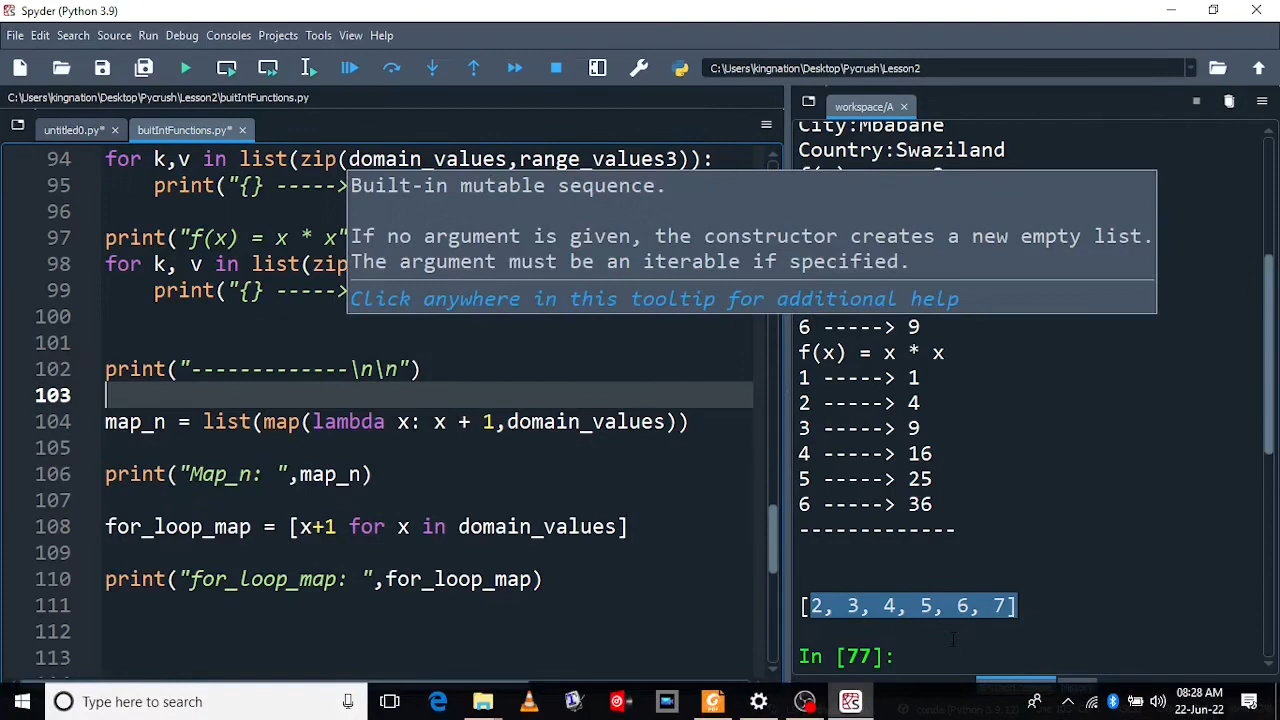 Spyder (Python 3.9)
File Edit Search Source Run Debug Consoles Projects Tools View Help
C:\Users\kingnation\Desktop\Pycrush\Lesson2
C:\Users\kingnation\Desktop\Pycrush\Lesson2\buitIntFunctions.py
untitled0.py*
buitIntFunctions.py*
94 for k,v in list(zip(domain_values,range_values3)):
95 print("{} ----->
96
97 print("f(x) = x * x"
98 for k, v in list(zip
99 print("{} ----->
100
101
102 print("-------------\n\n")
103
104 map_n = list(map(lambda x: x + 1,domain_values))
105
106 print("Map_n: ",map_n)
107
108 for_loop_map = [x+1 for x in domain_values]
109
110 print("for_loop_map: ",for_loop_map)
111
112
113
Built-in mutable sequence.
If no argument is given, the constructor creates a new empty list.
The argument must be an iterable if specified.
Click anywhere in this tooltip for additional help
workspace/A
City:Mbabane
Country:Swaziland
6 -----> 9
f(x) = x * x
1 -----> 1
2 -----> 4
3 -----> 9
4 -----> 16
5 -----> 25
6 -----> 36
-------------
[2, 3, 4, 5, 6, 7]
In [77]:
Type here to search
08:28 AM
22-Jun-22